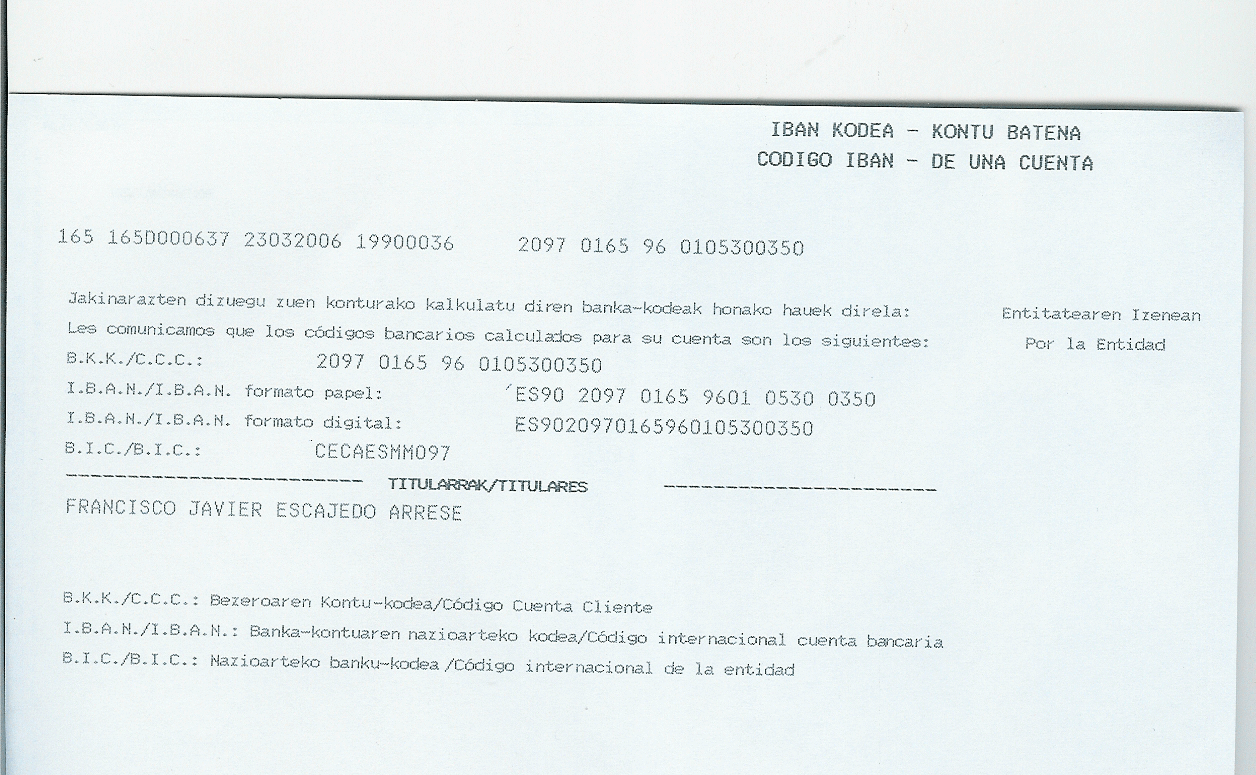 IBAN KODEA - KONTU BATENA
CODIGO IBAN - DE UNA CUENTA
165 165D000637 23032006 19900036 2097 0165 96 0105300350
Jakinarazten dizuegu zuen konturako kalkulatu diren banka-kodeak honako hauek direla:
Les comunicamos que los códigos bancarios calculados para su cuenta son los siguientes:
Entitatearen Izenean
Por la Entidad
B.K.K./C.C.C.: 2097 0165 96 0105300350
I.B.A.N./I.B.A.N. formato papel: ES90 2097 0165 9601 0530 0350
I.B.A.N./I.B.A.N. formato digital: ES9020970165960105300350
B.I.C./B.I.C.: CECAESMM097
------------------------ TITULARRAK/TITULARES ----------------------
FRANCISCO JAVIER ESCAJEDO ARRESE
B.K.K./C.C.C.: Bezeroaren Kontu-kodea/Código Cuenta Cliente
I.B.A.N./I.B.A.N.: Banka-kontuaren nazioarteko kodea/Código internacional cuenta bancaria
B.I.C./B.I.C.: Nazioarteko banku-kodea /Código internacional de la entidad